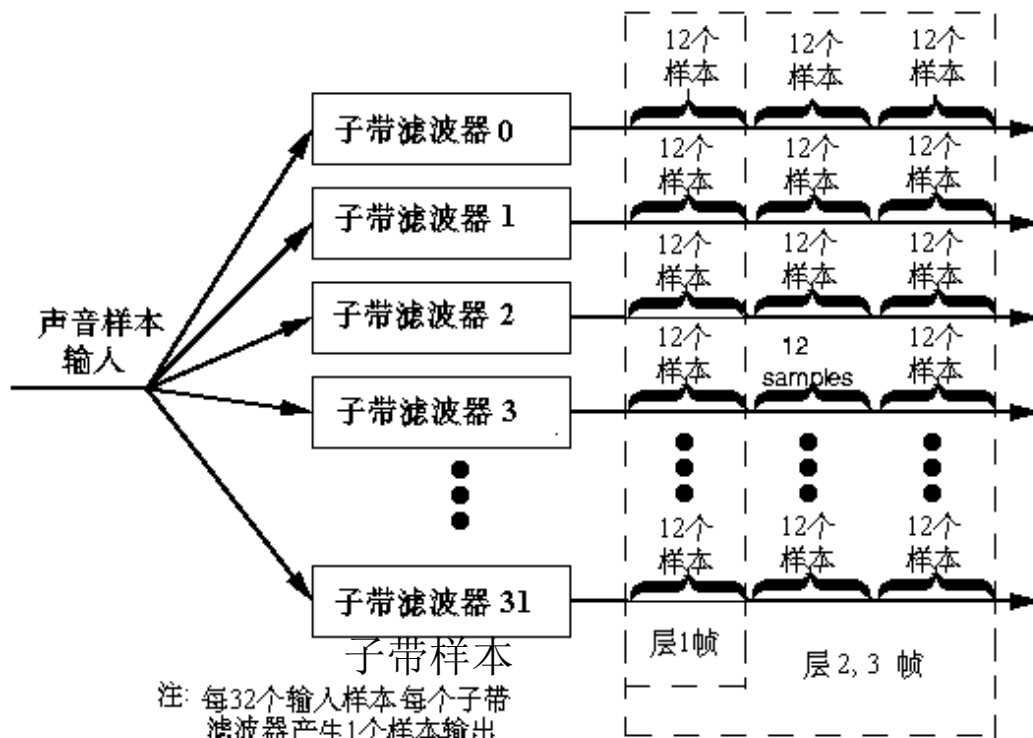 12个
样本
12个
样本
12个
样本
子带滤波器 0
12个
样本
12个
样本
12个
样本
子带滤波器 1
12个
样本
12个
样本
12个
样本
子带滤波器 2
声音样本
输入
12个
样本
12
samples
12个
样本
子带滤波器 3
12个
样本
12个
样本
12个
样本
子带滤波器 31
子带样本
层1帧
层2, 3 帧
注: 每32个输入样本每个子带
滤波器产生1个样本输出